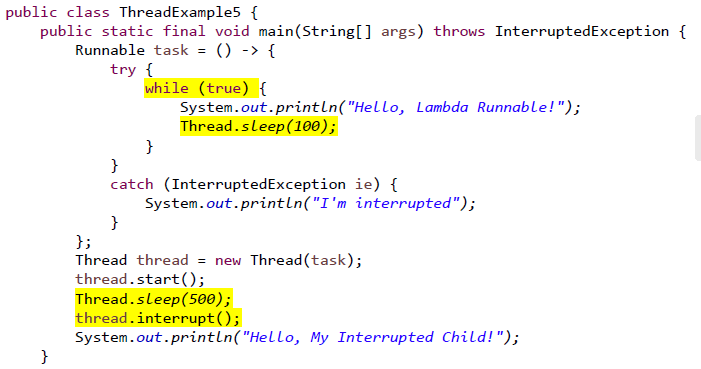 public class ThreadExample5 {
    public static final void main(String[] args) throws InterruptedException {
        Runnable task = () -> {
            try {
                while (true) {
                    System.out.println("Hello, Lambda Runnable!");
                    Thread.sleep(100);
                }
            }
            catch (InterruptedException ie) {
                System.out.println("I'm interrupted");
            }
        };
        Thread thread = new Thread(task);
        thread.start();
        Thread.sleep(500);
        thread.interrupt();
        System.out.println("Hello, My Interrupted Child!");
    }